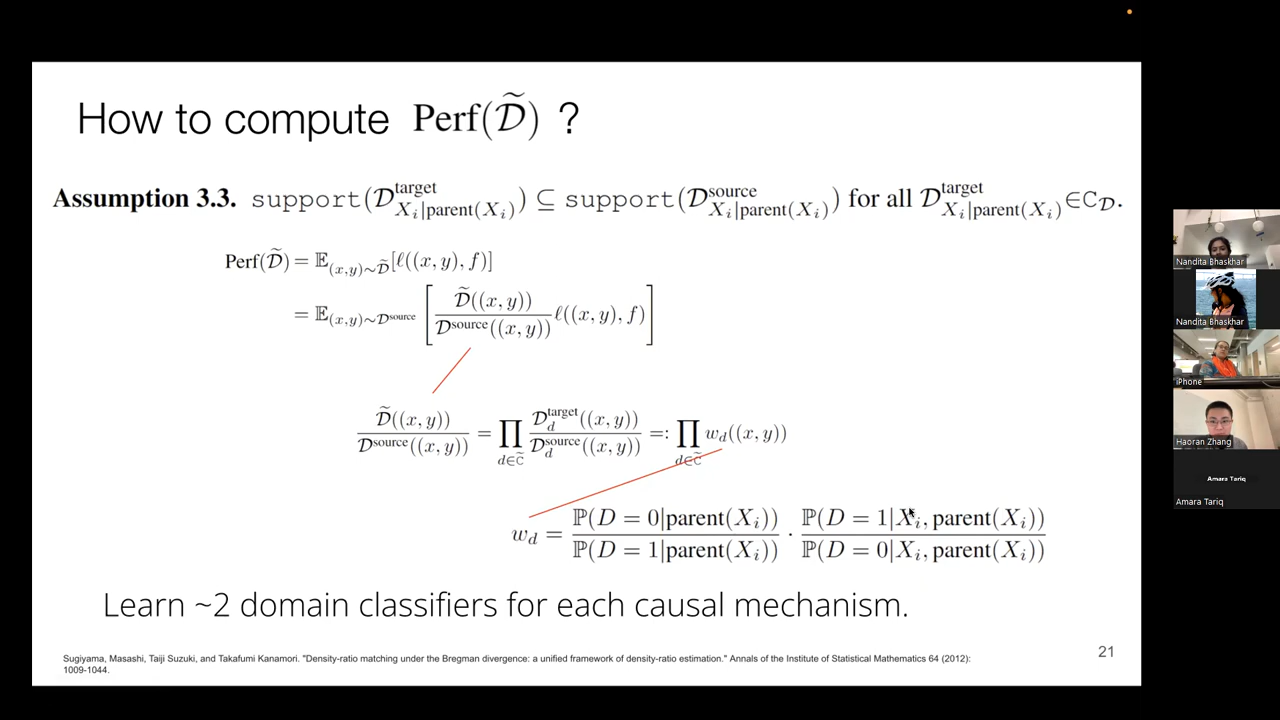 How to compute Perf(𝒟̃) ?
Assumption 3.3. support(𝒟^target_{X_i|parent(X_i)}) ⊆ support(𝒟^source_{X_i|parent(X_i)}) for all 𝒟^target_{X_i|parent(X_i)} ∈ C_𝒟.
Perf(𝒟̃) = 𝔼_{(x,y)∼𝒟̃}[ℓ((x, y), f)]
= 𝔼_{(x,y)∼𝒟^source} [ 𝒟̃((x, y)) / 𝒟^source((x, y)) ℓ((x, y), f) ]
𝒟̃((x, y)) / 𝒟^source((x, y)) = ∏_{d∈C̃} 𝒟_d^target((x, y)) / 𝒟_d^source((x, y)) =: ∏_{d∈C̃} w_d((x, y))
w_d = ℙ(D = 0|parent(X_i)) / ℙ(D = 1|parent(X_i)) · ℙ(D = 1|X_i, parent(X_i)) / ℙ(D = 0|X_i, parent(X_i))
Learn ~2 domain classifiers for each causal mechanism.
Sugiyama, Masashi, Taiji Suzuki, and Takafumi Kanamori. "Density-ratio matching under the Bregman divergence: a unified framework of density-ratio estimation." Annals of the Institute of Statistical Mathematics 64 (2012):
1009-1044.
21
Nandita Bhaskhar
Nandita Bhaskhar
iPhone
Haoran Zhang
Amara Tariq
Amara Tariq